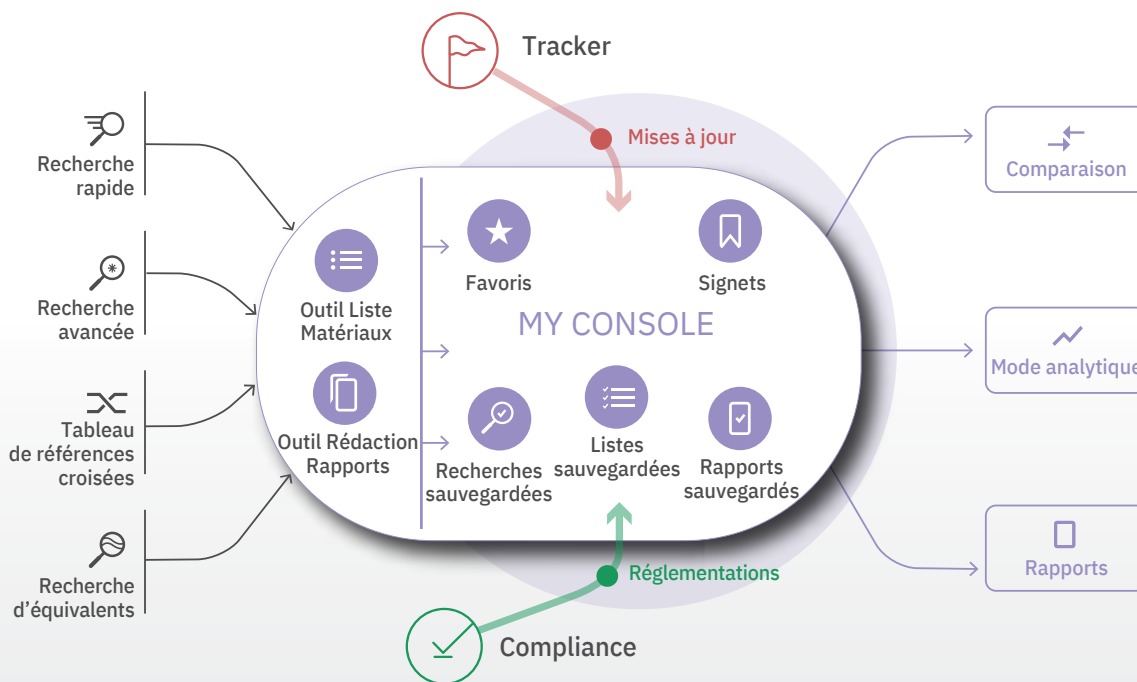 Tracker
Mises à jour
Recherche
rapide
Recherche
avancée
Tableau
de références
croisées
Recherche
d'équivalents
Outil Liste
Matériaux
Outil Rédaction
Rapports
Favoris
Signets
MY CONSOLE
Recherches
sauvegardées
Listes
sauvegardées
Rapports
sauvegardés
Réglementations
Compliance
Comparaison
Mode analytique
Rapports